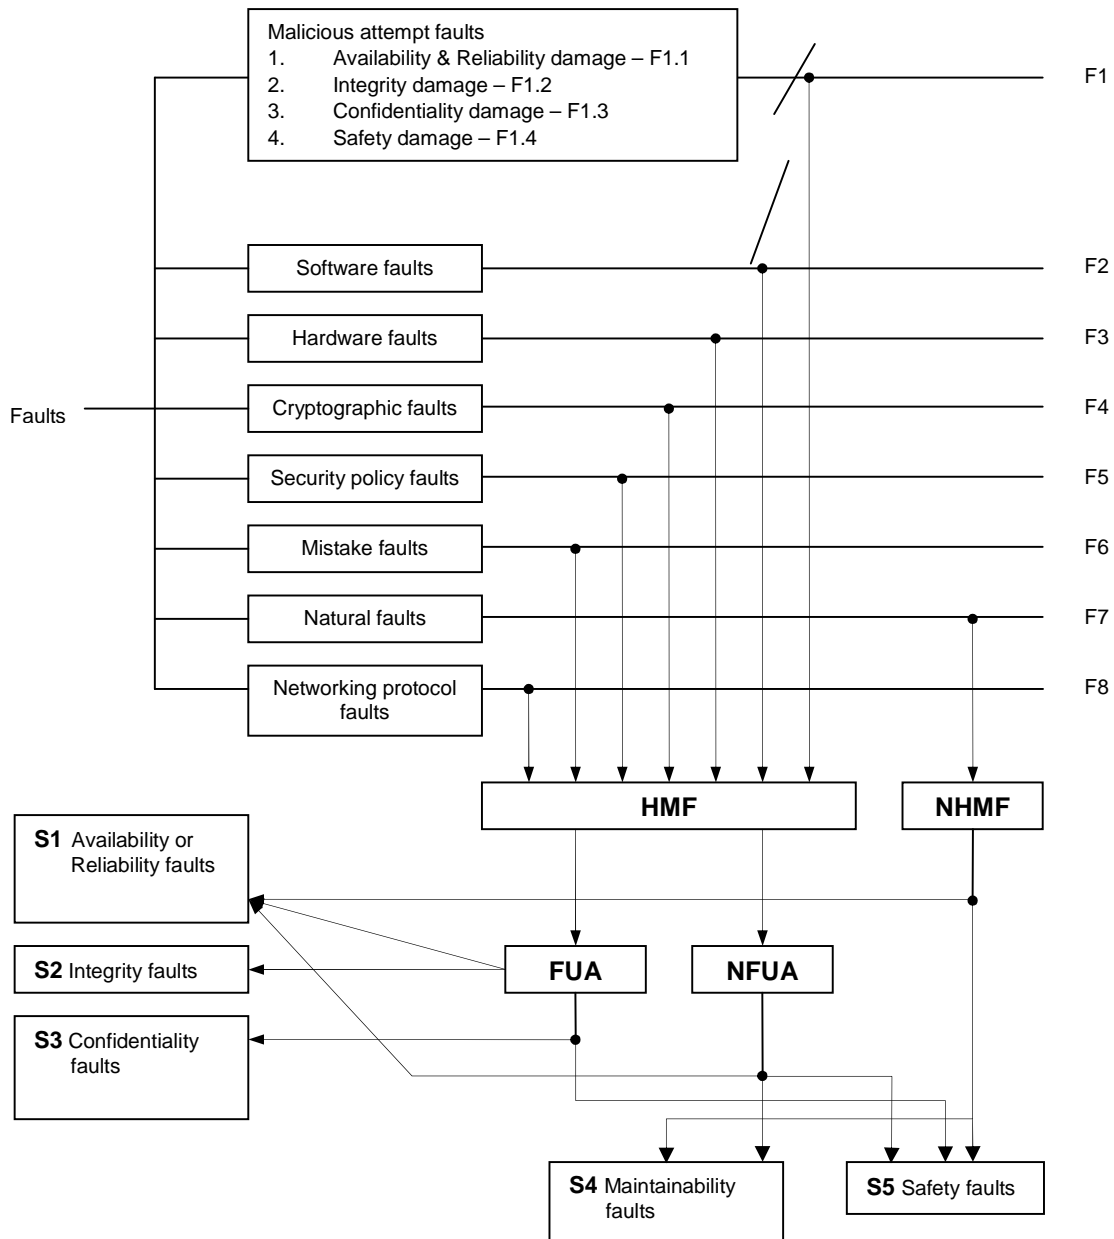 Malicious attempt faults
1. Availability & Reliability damage – F1.1
2. Integrity damage – F1.2
3. Confidentiality damage – F1.3
4. Safety damage – F1.4
F1
Software faults
F2
Hardware faults
F3
Faults
Cryptographic faults
F4
Security policy faults
F5
Mistake faults
F6
Natural faults
F7
Networking protocol
faults
F8
HMF
NHMF
S1 Availability or
Reliability faults
S2 Integrity faults
FUA
NFUA
S3 Confidentiality
faults
S4 Maintainability
faults
S5 Safety faults